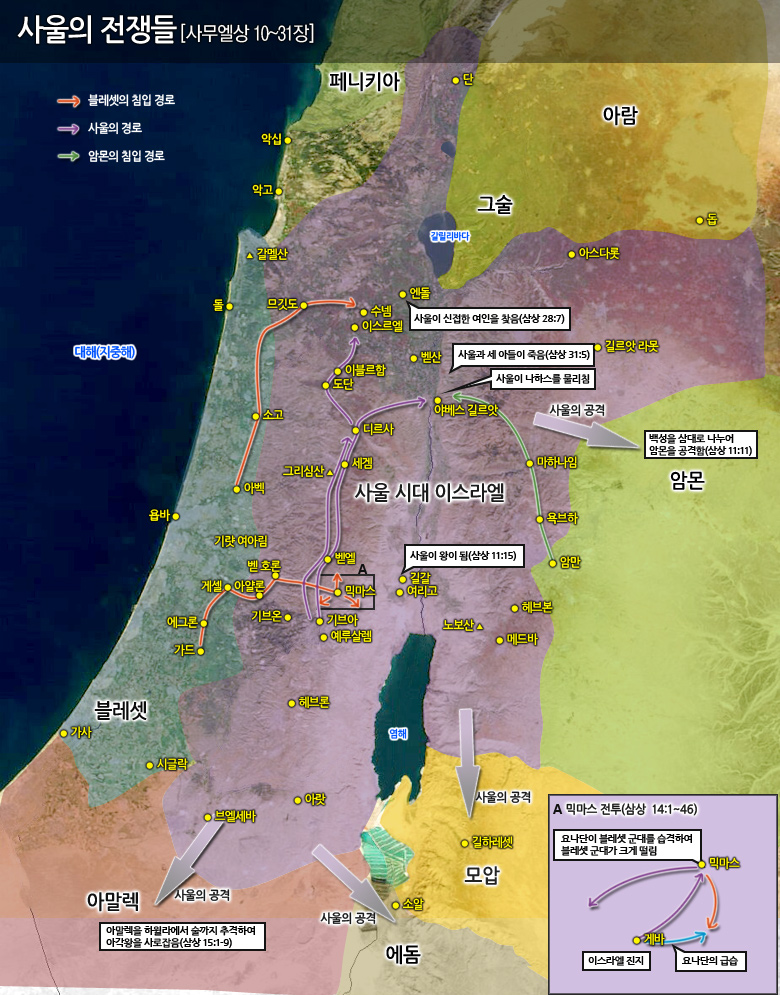 사울의 전쟁들 [사무엘상 10~31장]
블레셋의 침입 경로
사울의 경로
암몬의 침입 경로
페니키아
단
아람
악십
악고
그술
돕
갈릴리바다
갈멜산
아스다롯
엔돌
돌
므깃도
수넴
사울이 신접한 여인을 찾음(삼상 28:7)
이스르엘
대해(지중해)
길르앗 라못
벧산
사울과 세 아들이 죽음(삼상 31:5)
이블르함
사울이 나하스를 물리침
도단
야베스 길르앗
사울의 공격
소고
디르사
백성을 삼대로 나누어
암몬을 공격함(삼상 11:11)
세겜
마하나임
그리심산
암몬
아벡
사울 시대 이스라엘
욥바
욕브하
기럇 여아림
벧엘
사울이 왕이 됨(삼상 11:15)
암만
벧 호론
A
길갈
게셀
아얄론
믹마스
여리고
헤브본
에그론
기브온
기브아
노보산
예루살렘
메드바
가드
헤브론
블레셋
가사
염해
시글락
아랏
사울의 공격
브엘세바
A 믹마스 전투(삼상 14:1~46)
요나단이 블레셋 군대를 습격하여
블레셋 군대가 크게 떨림
믹마스
길하레셋
모압
아말렉
사울의 공격
소알
사울의 공격
아말렉을 하윌라에서 술까지 추격하여
아각왕을 사로잡음(삼상 15:1-9)
에돔
게바
이스라엘 진지
요나단의 급습